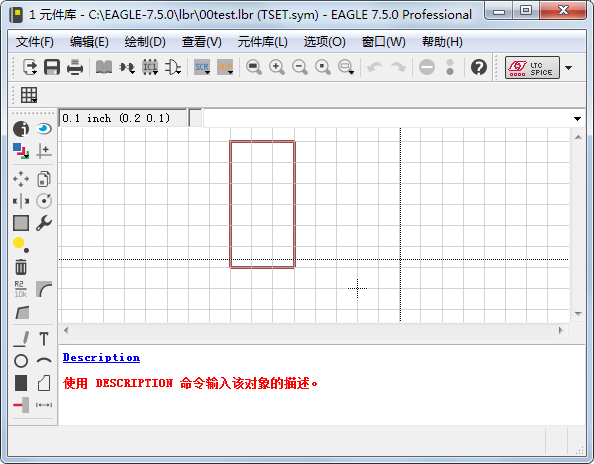 1 元件库 - C:\EAGLE-7.5.0\lbr\00test.lbr (TSET.sym) - EAGLE 7.5.0 Professional
文件(F) 编辑(E) 绘制(D) 查看(V) 元件库(L) 选项(O) 窗口(W) 帮助(H)
SCR ULP LTC SPICE
0.1 inch (0.2 0.1)
R2
10k
Description
使用 DESCRIPTION 命令输入该对象的描述。